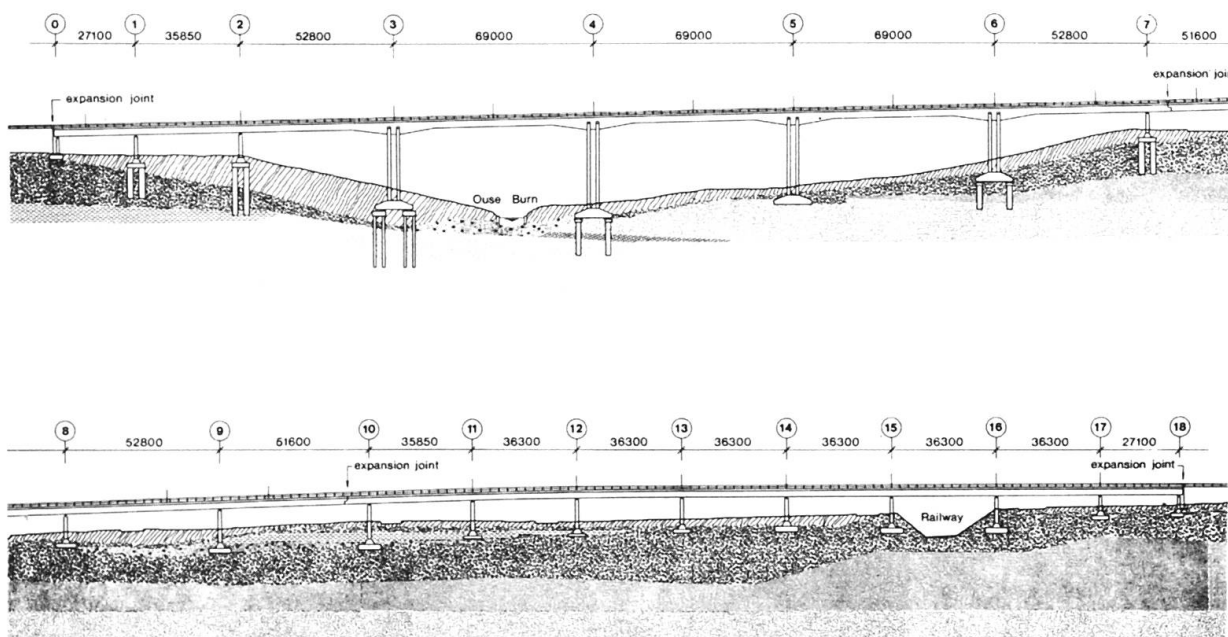 0 1 2 3 4 5 6 7
27100 35850 52800 69000 69000 69000 52800 51600
expansion joint
expansion joi
Ouse Burn
8 9 10 11 12 13 14 15 16 17 18
52800 61600 35850 36300 36300 36300 36300 36300 36300 27100
expansion joint
expansion joint
Railway